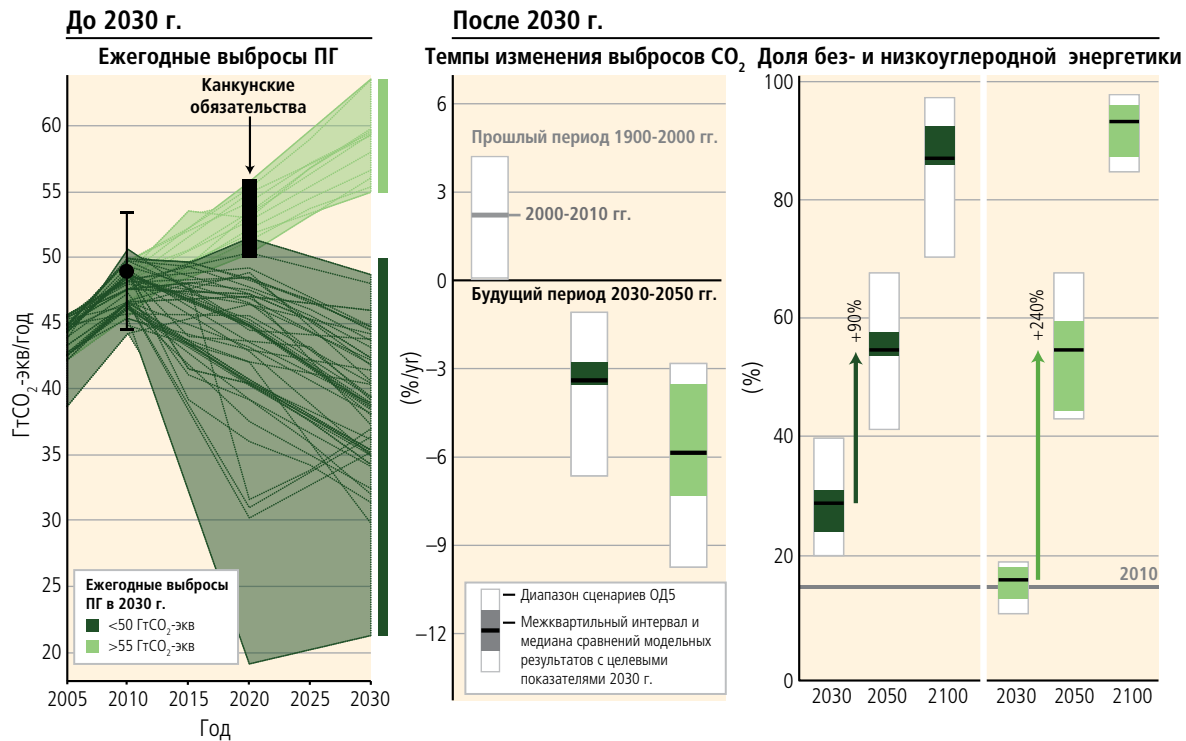 До 2030 г.
Ежегодные выбросы ПГ
Канкунские
обязательства
ГтCO₂-экв/год
60
55
50
45
40
35
30
25
20
2005 2010 2015 2020 2025 2030
Год
Ежегодные выбросы
ПГ в 2030 г.
<50 ГтCO₂-экв
>55 ГтCO₂-экв
После 2030 г.
Темпы изменения выбросов CO₂
(%/yr)
6
3
0
−3
−6
−9
−12
Прошлый период 1900-2000 гг.
2000-2010 гг.
Будущий период 2030-2050 гг.
Диапазон сценариев ОД5
Межквартильный интервал и
медиана сравнений модельных
результатов с целевыми
показателями 2030 г.
Доля без- и низкоуглеродной энергетики
(%)
100
80
60
40
20
0
+90%
+240%
2010
2030 2050 2100 2030 2050 2100